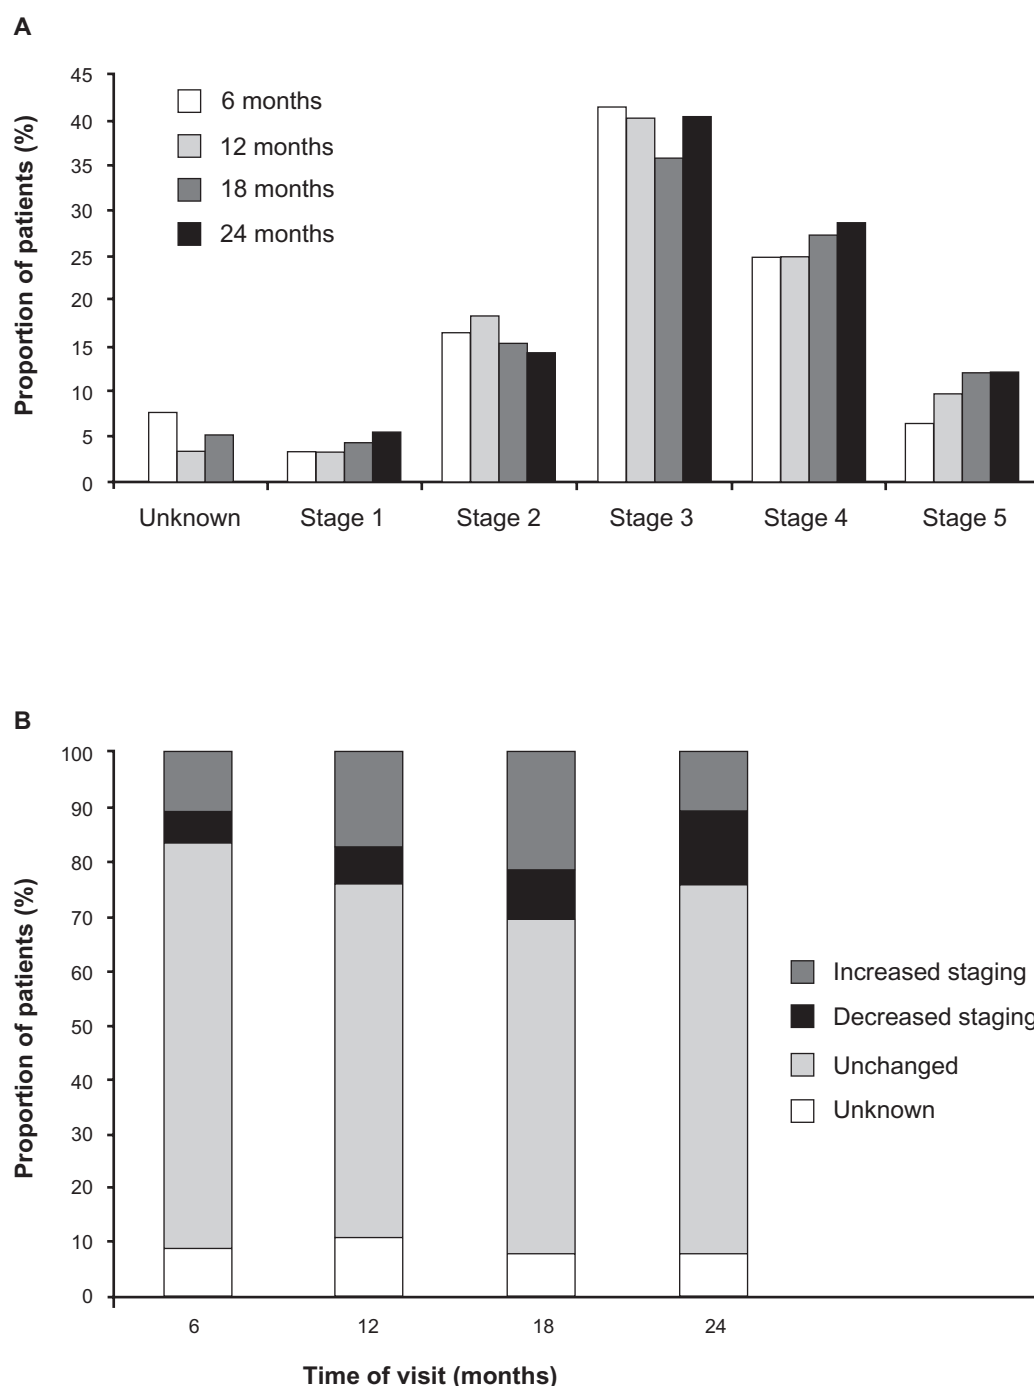 A
Proportion of patients (%)
45
40
35
30
25
20
15
10
5
0
6 months
12 months
18 months
24 months
Unknown Stage 1 Stage 2 Stage 3 Stage 4 Stage 5
B
Proportion of patients (%)
100
90
80
70
60
50
40
30
20
10
0
Increased staging
Decreased staging
Unchanged
Unknown
6 12 18 24
Time of visit (months)